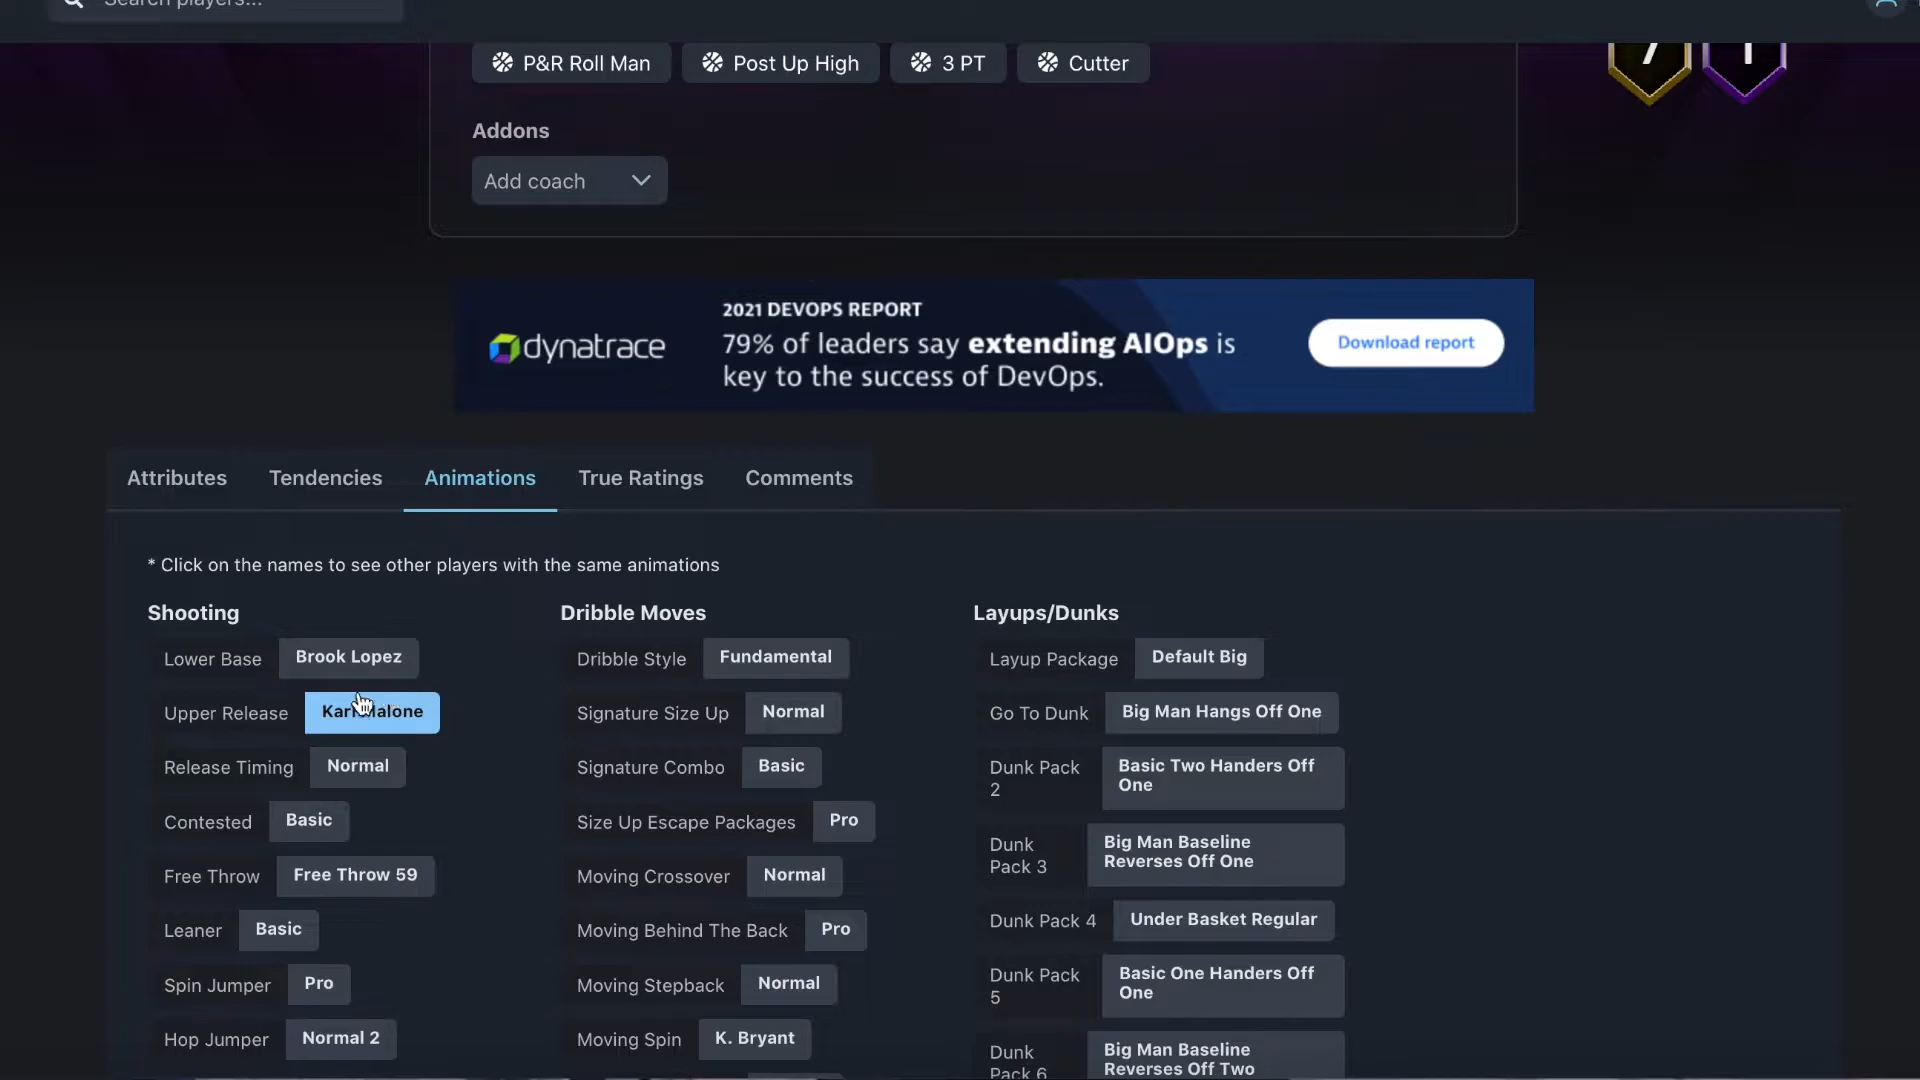 Search players...
7 1
P&R Roll Man Post Up High 3 PT Cutter
Addons
Add coach
dynatrace
2021 DEVOPS REPORT
79% of leaders say extending AIOps is
key to the success of DevOps.
Download report
Attributes Tendencies Animations True Ratings Comments
* Click on the names to see other players with the same animations
Shooting
Lower Base Brook Lopez
Upper Release Karl Malone
Release Timing Normal
Contested Basic
Free Throw Free Throw 59
Leaner Basic
Spin Jumper Pro
Hop Jumper Normal 2
Dribble Moves
Dribble Style Fundamental
Signature Size Up Normal
Signature Combo Basic
Size Up Escape Packages Pro
Moving Crossover Normal
Moving Behind The Back Pro
Moving Stepback Normal
Moving Spin K. Bryant
Layups/Dunks
Layup Package Default Big
Go To Dunk Big Man Hangs Off One
Dunk Pack
2
Basic Two Handers Off
One
Dunk
Pack 3
Big Man Baseline
Reverses Off One
Dunk Pack 4 Under Basket Regular
Dunk Pack
5
Basic One Handers Off
One
Dunk
Pack 6
Big Man Baseline
Reverses Off Two